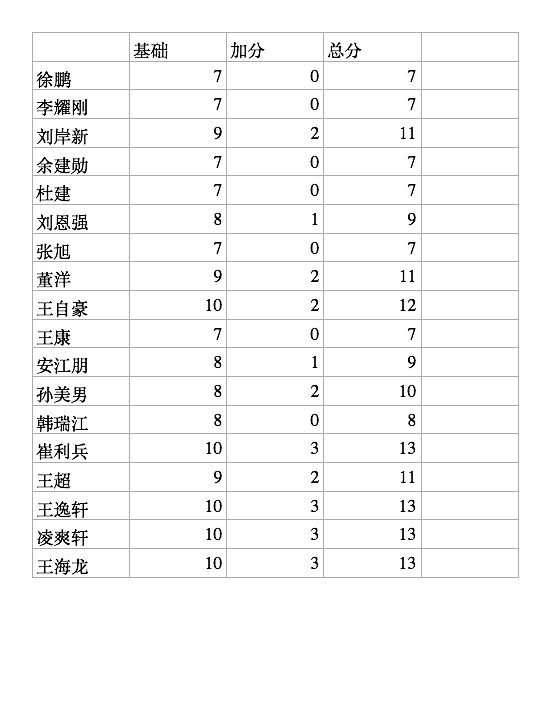 基础 加分 总分
徐鹏 7 0 7
李耀刚 7 0 7
刘岸新 9 2 11
余建勋 7 0 7
杜建 7 0 7
刘恩强 8 1 9
张旭 7 0 7
董洋 9 2 11
王自豪 10 2 12
王康 7 0 7
安江朋 8 1 9
孙美男 8 2 10
韩瑞江 8 0 8
崔利兵 10 3 13
王超 9 2 11
王逸轩 10 3 13
凌爽轩 10 3 13
王海龙 10 3 13